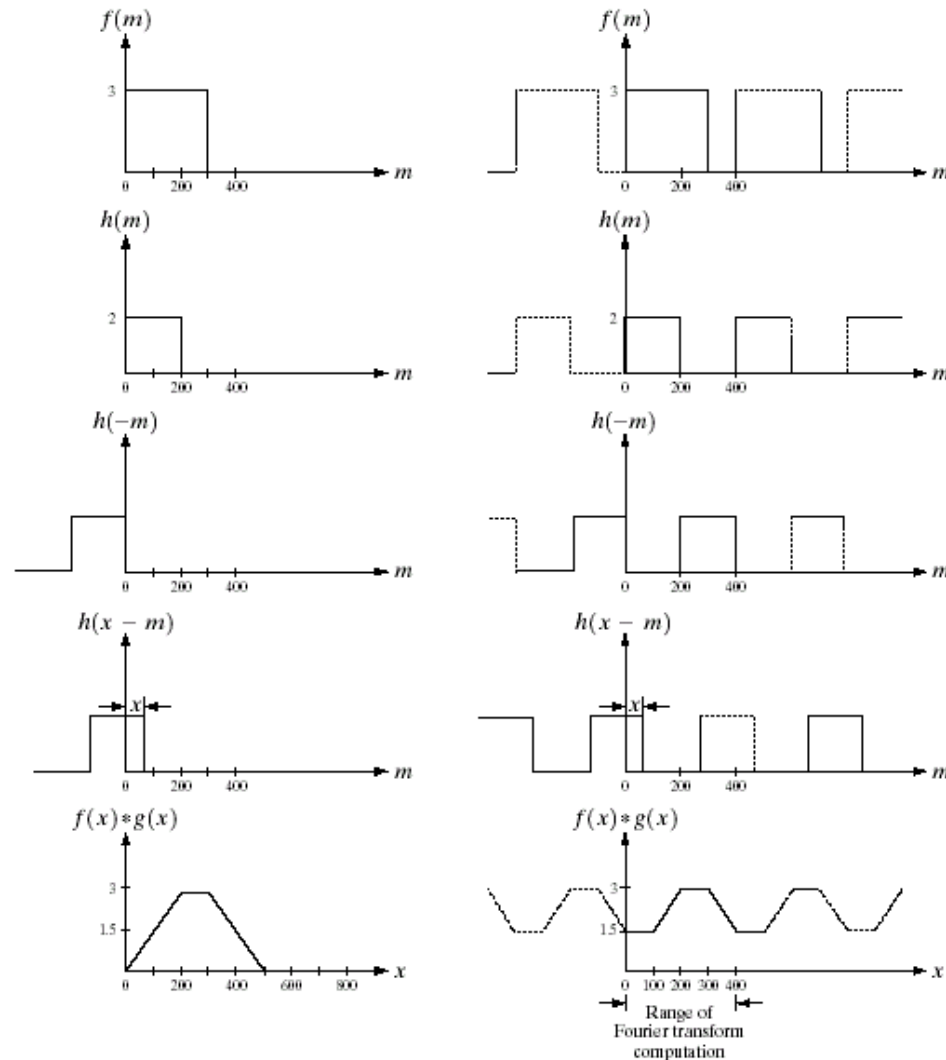 f(m)
f(m)
3
3
0 200 400 m
0 200 400 m
h(m)
h(m)
2
2
0 200 400 m
0 200 400 m
h(−m)
h(−m)
0 200 400 m
0 200 400 m
h(x − m)
h(x − m)
x
x
0 200 400 m
0 200 400 m
f(x)*g(x)
f(x)*g(x)
3
3
1.5
1.5
0 200 400 600 800 x
0 100 200 300 400 x
Range of
Fourier transform
computation